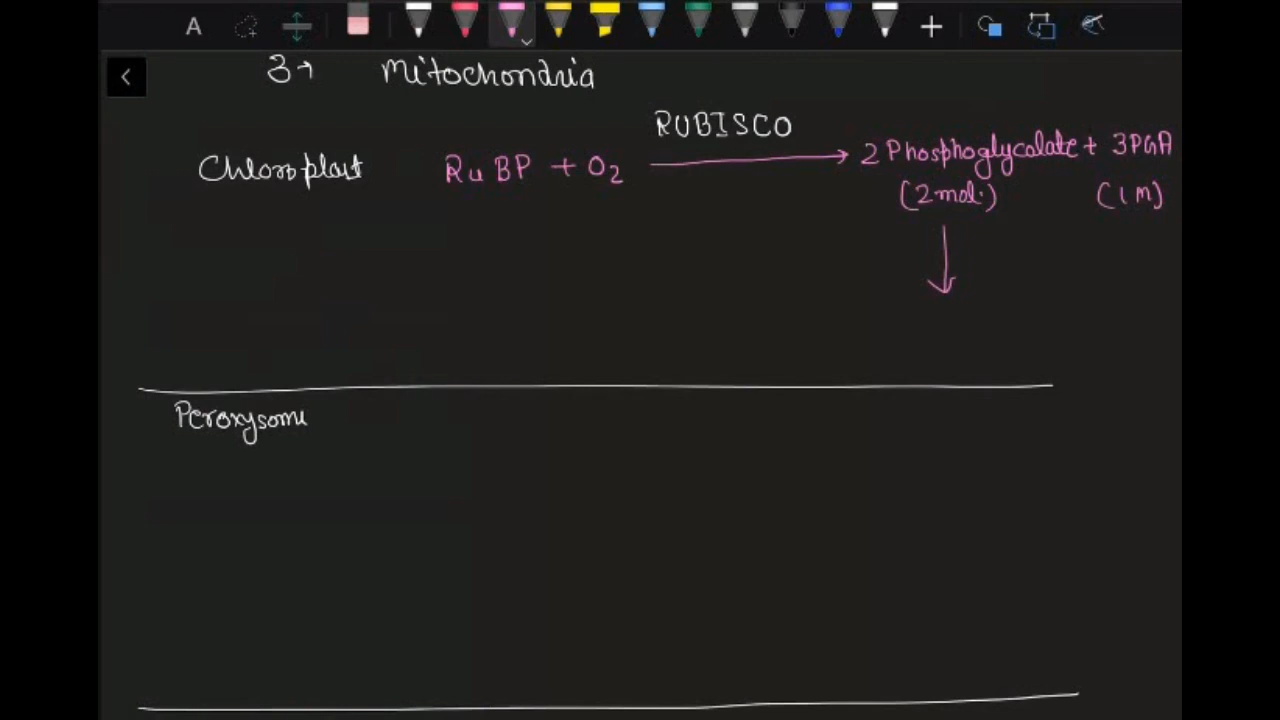 A
3→ Mitochondria
RUBISCO
Chloroplast RuBP + O2 → 2 Phosphoglycolate + 3PGA
(2 mol.) (1 M)
↓
Peroxysome